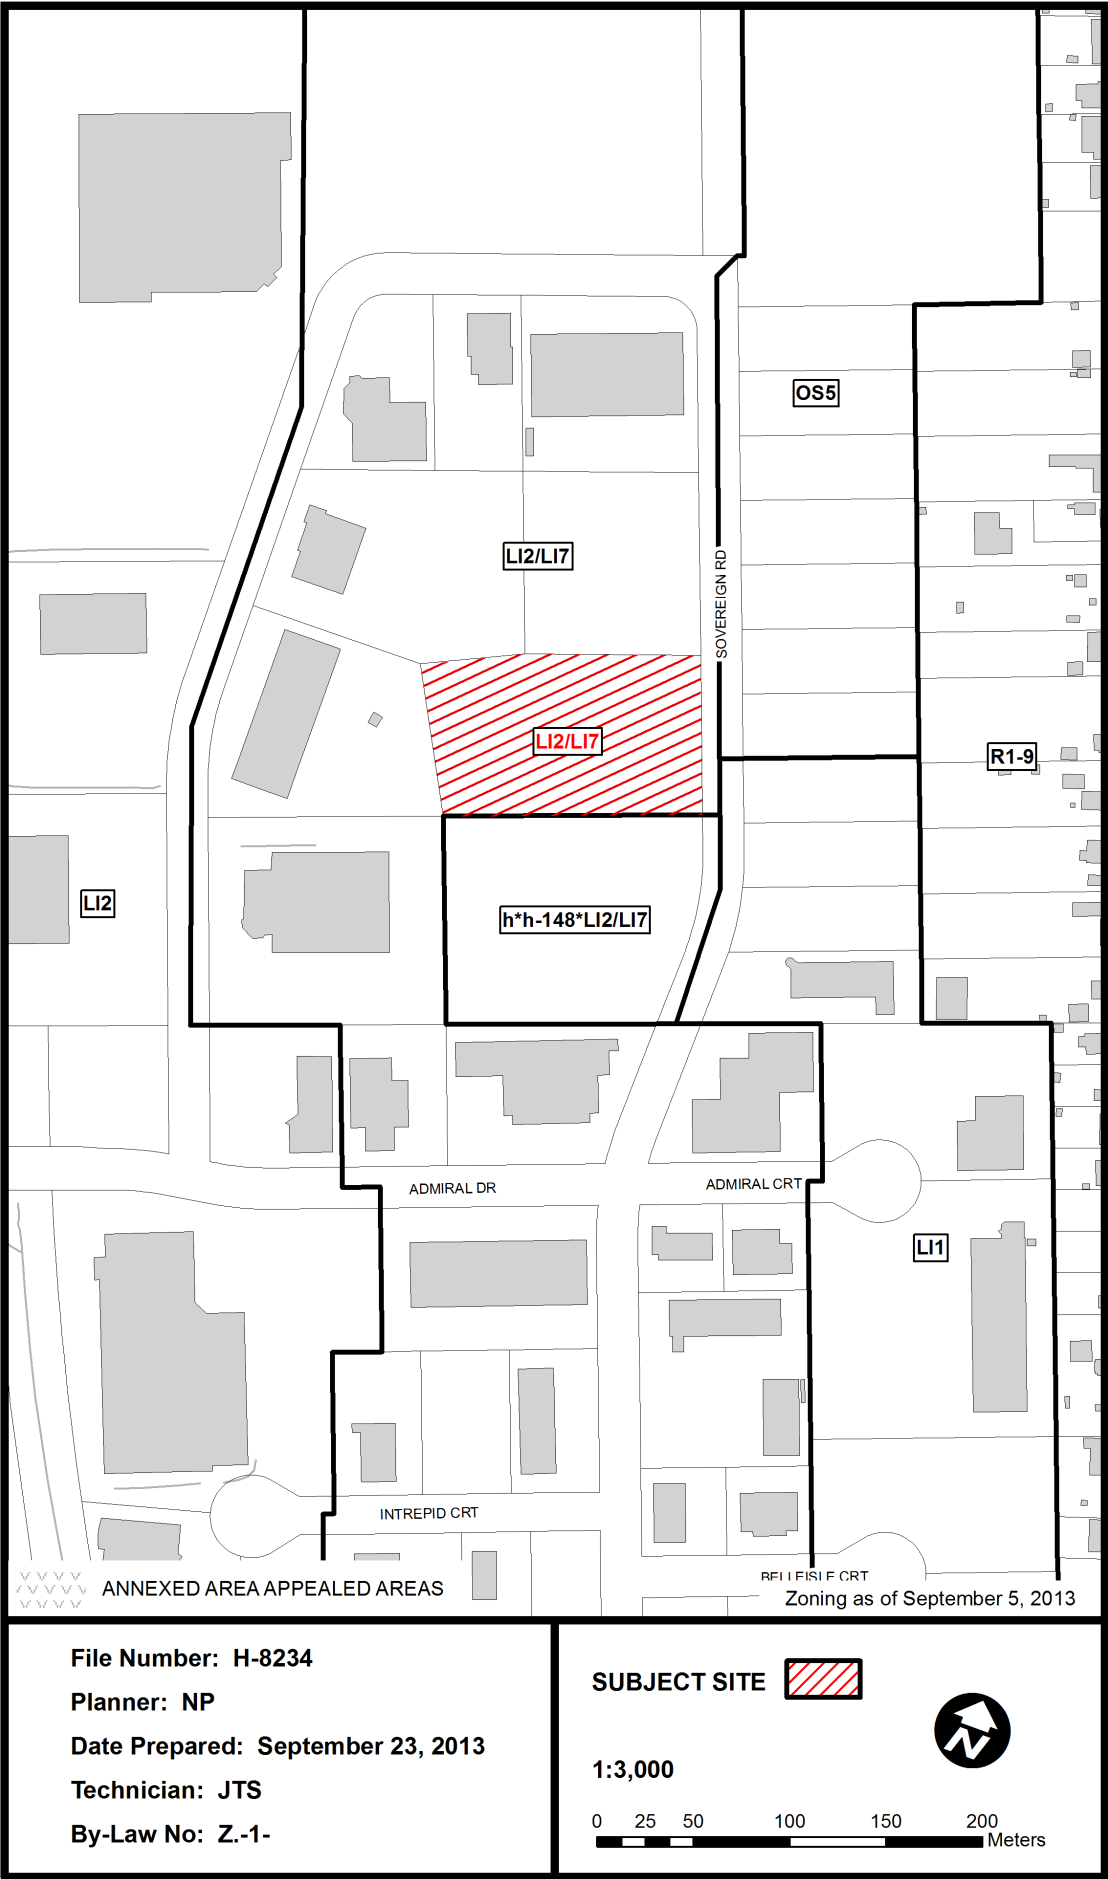 OS5
LI2/LI7
SOVEREIGN RD
LI2/LI7
R1-9
LI2
h*h-148*LI2/LI7
ADMIRAL DR
ADMIRAL CRT
LI1
INTREPID CRT
BELLEISLE CRT
ANNEXED AREA APPEALED AREAS
Zoning as of September 5, 2013
File Number: H-8234
Planner: NP
Date Prepared: September 23, 2013
Technician: JTS
By-Law No: Z.-1-
SUBJECT SITE
N
1:3,000
0 25 50 100 150 200
Meters